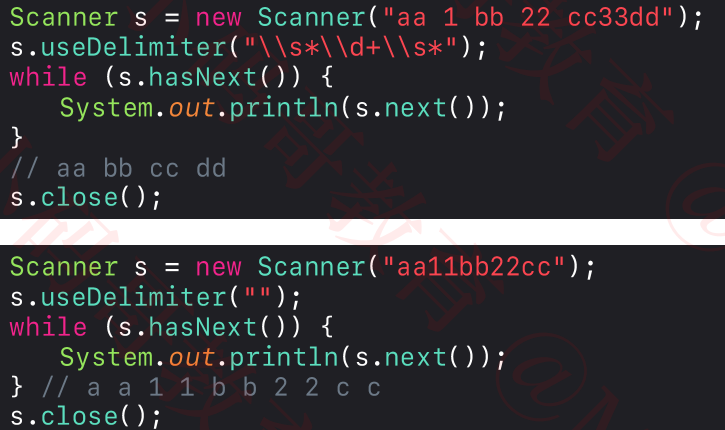 Scanner s = new Scanner("aa 1 bb 22 cc33dd");
s.useDelimiter("\\s*\\d+\\s*");
while (s.hasNext()) {
System.out.println(s.next());
}
// aa bb cc dd
s.close();
Scanner s = new Scanner("aa11bb22cc");
s.useDelimiter("");
while (s.hasNext()) {
System.out.println(s.next());
} // a a 1 1 b b 2 2 c c
s.close();